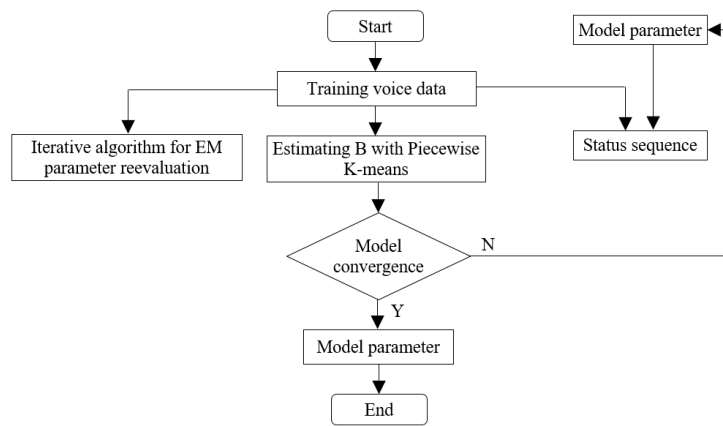 Start
Model parameter
Training voice data
Iterative algorithm for EM
parameter reevaluation
Estimating B with Piecewise
K-means
Status sequence
Model
convergence
N
Y
Model parameter
End